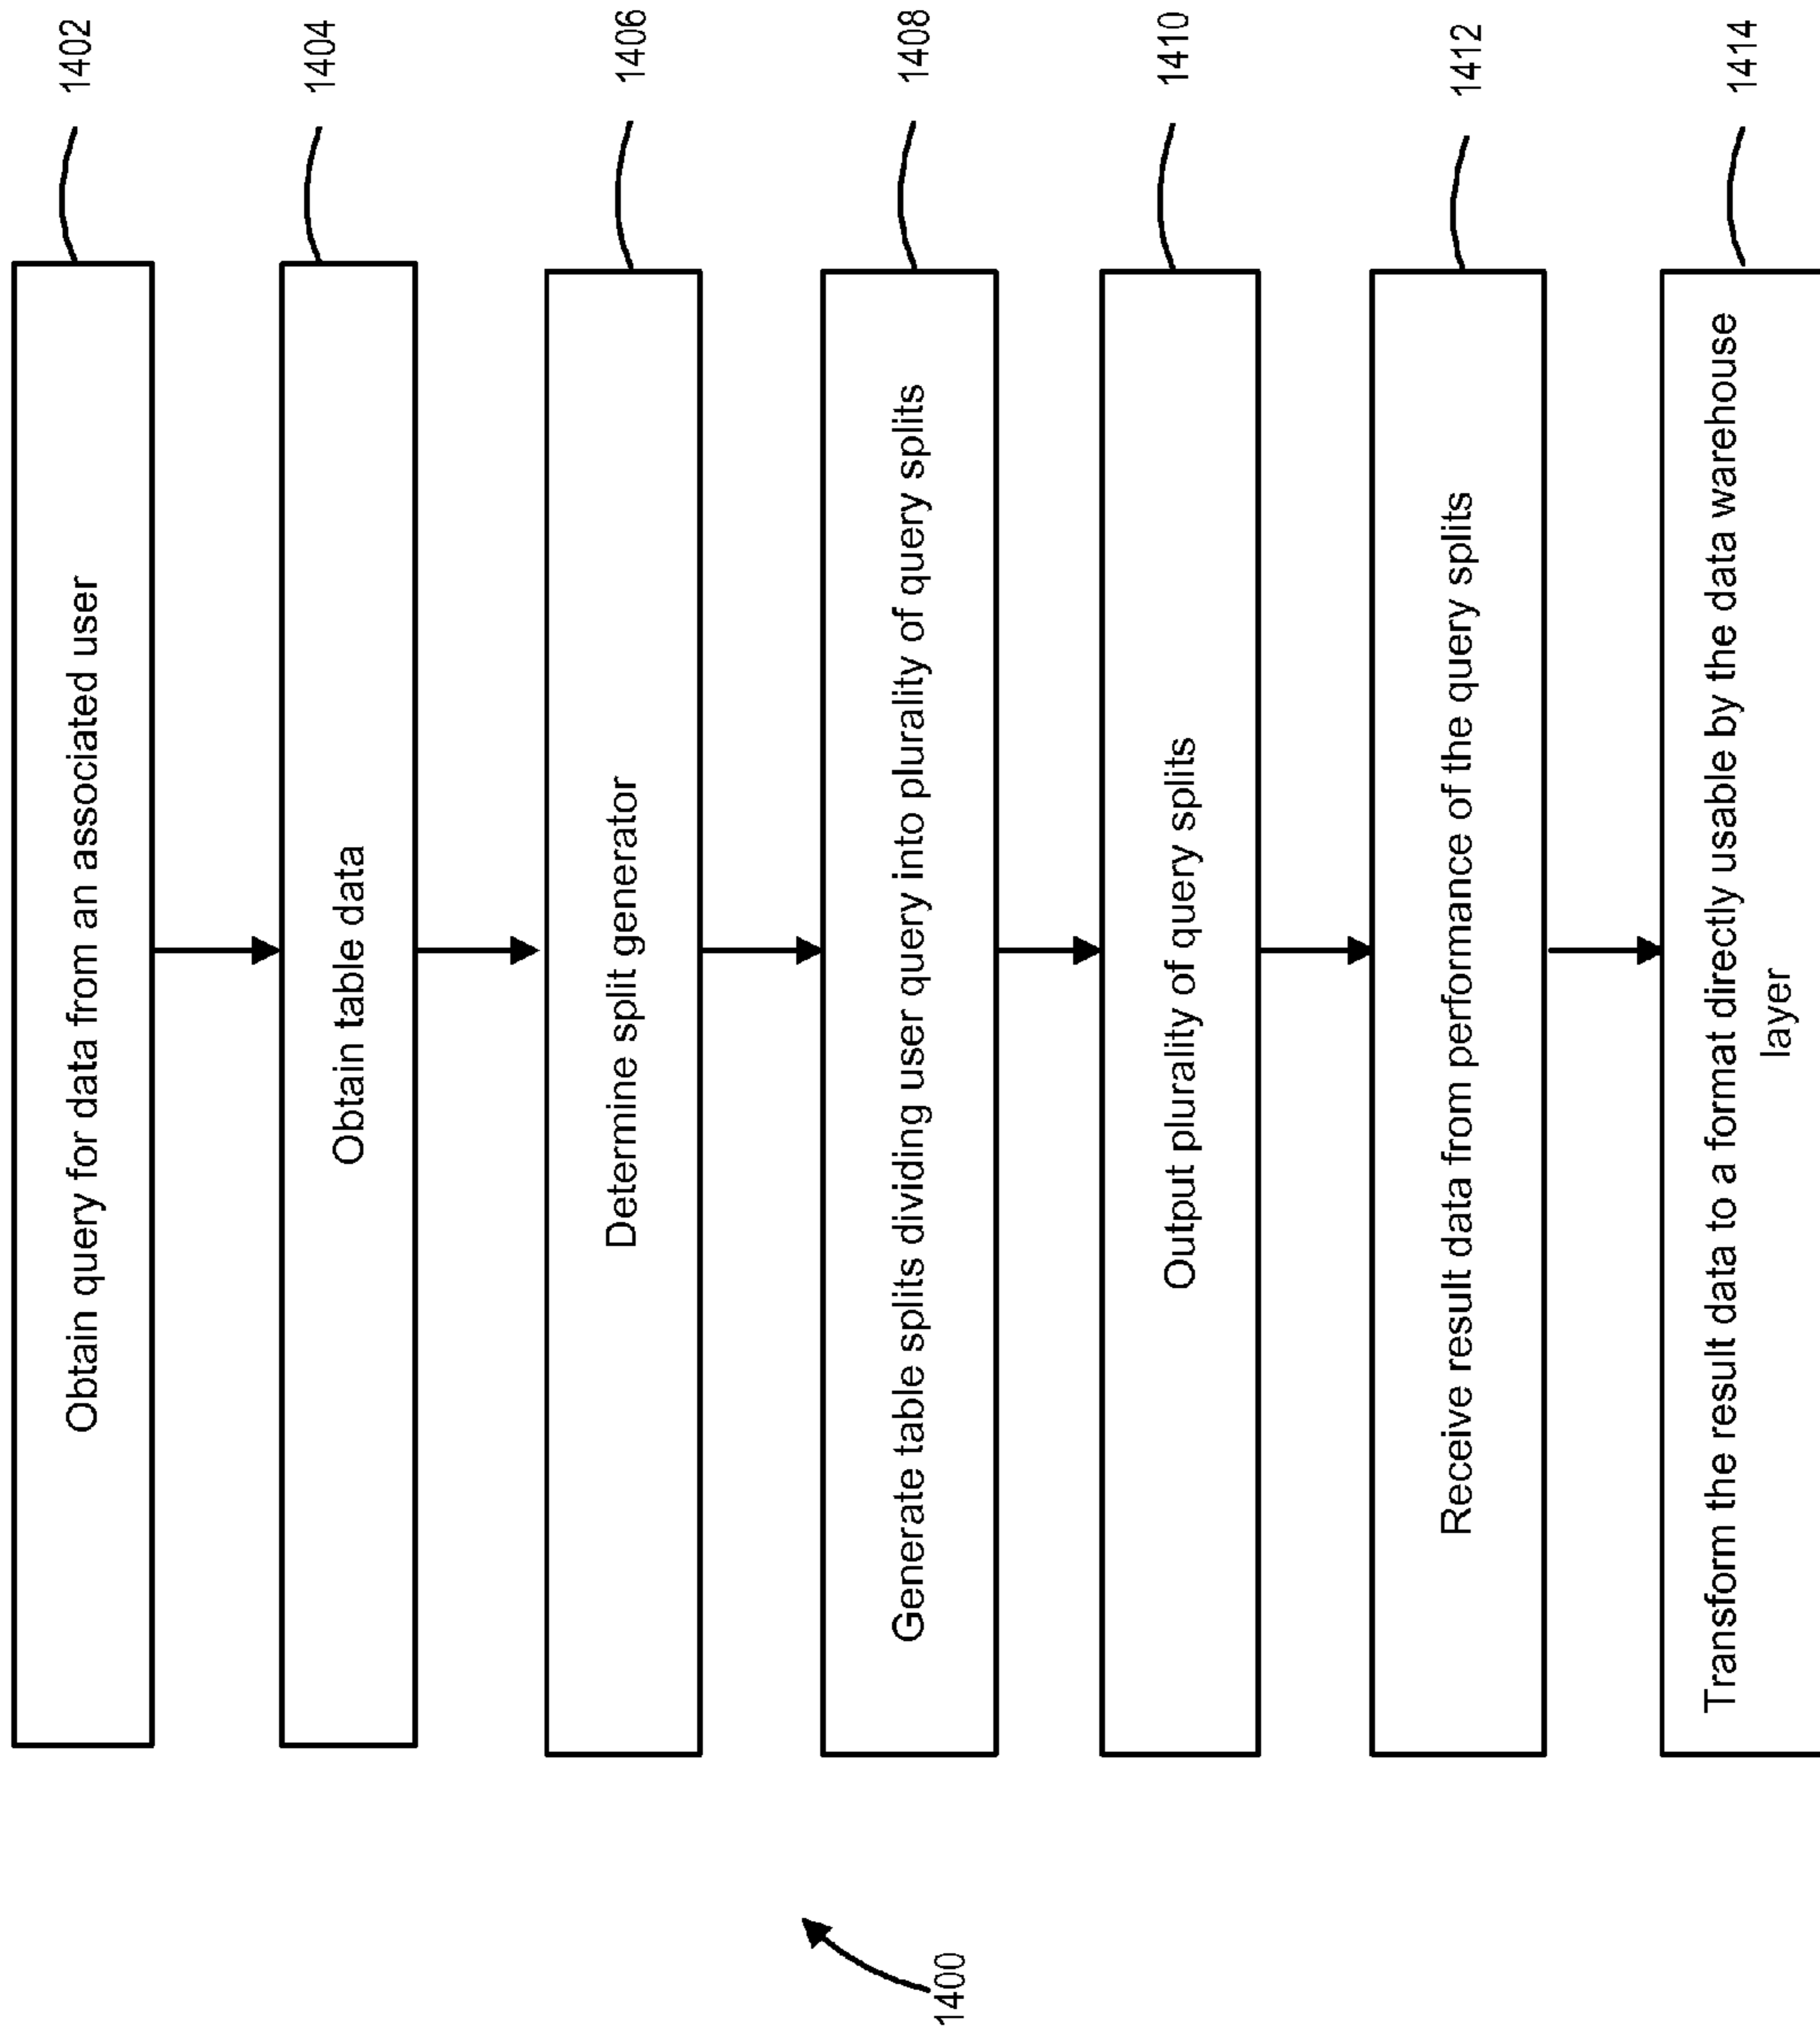 1400
Obtain query for data from an associated user
1402
Obtain table data
1404
Determine split generator
1406
Generate table splits dividing user query into plurality of query splits
1408
Output plurality of query splits
1410
Receive result data from performance of the query splits
1412
Transform the result data to a format directly usable by the data warehouse
layer
1414